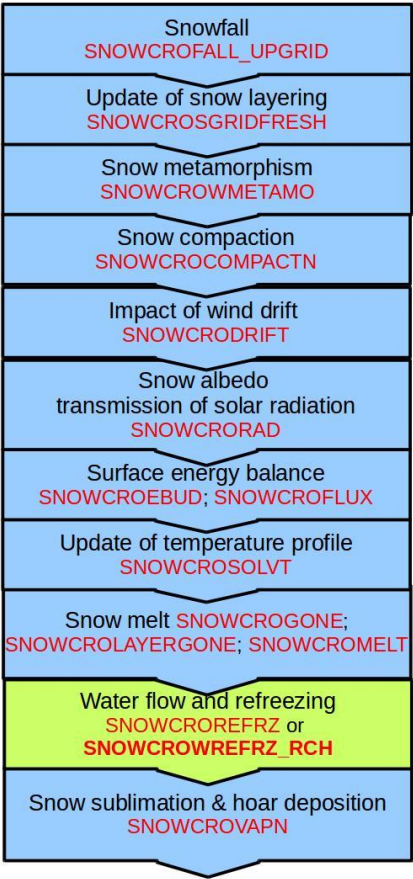 Snowfall
SNOWCROFALL_UPGRID
Update of snow layering
SNOWCROSGRIDFRESH
Snow metamorphism
SNOWCROWMETAMO
Snow compaction
SNOWCROCOMPACTN
Impact of wind drift
SNOWCRODRIFT
Snow albedo
transmission of solar radiation
SNOWCRORAD
Surface energy balance
SNOWCROEBUD; SNOWCROFLUX
Update of temperature profile
SNOWCROSOLVT
Snow melt SNOWCROGONE;
SNOWCROLAYERGONE; SNOWCROMELT
Water flow and refreezing
SNOWCROREFRZ or
SNOWCROWREFRZ_RCH
Snow sublimation & hoar deposition
SNOWCROVAPN